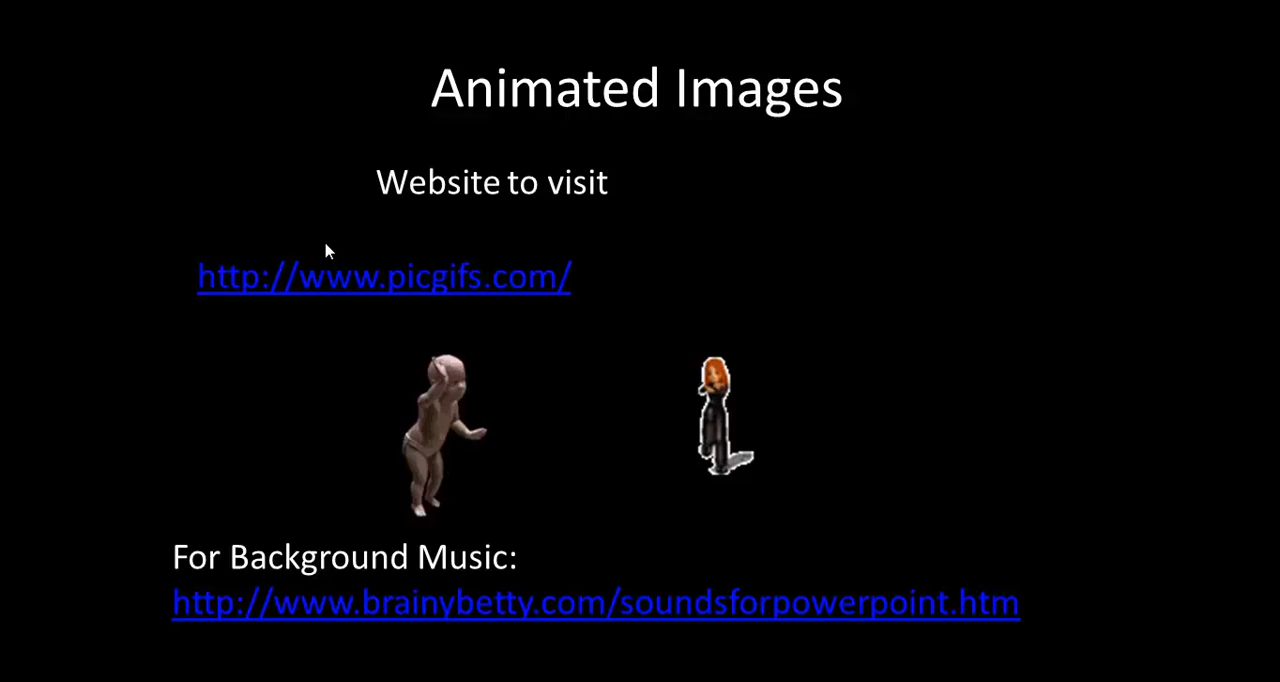 Animated Images
Website to visit
http://www.picgifs.com/
For Background Music:
http://www.brainybetty.com/soundsforpowerpoint.htm